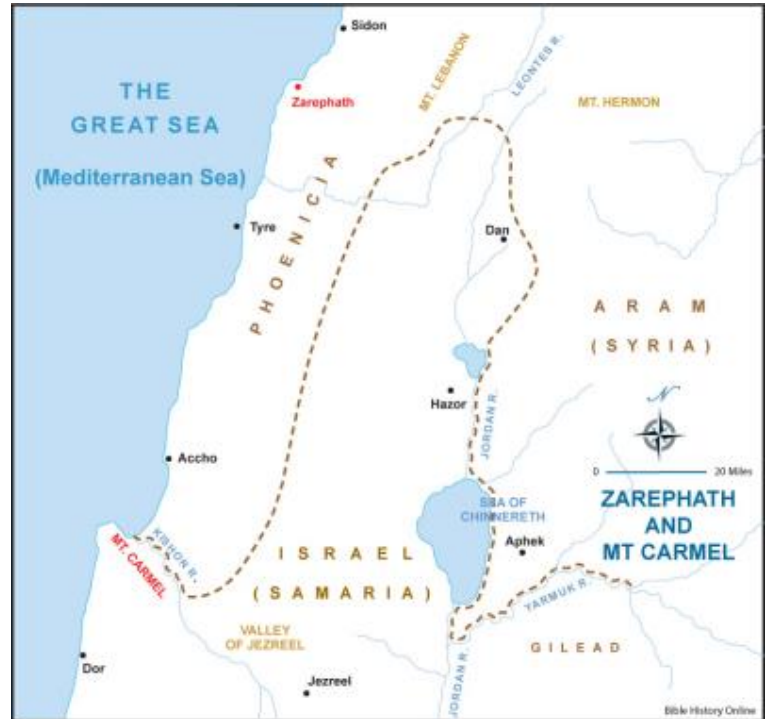 Sidon
THE
GREAT SEA
(Mediterranean Sea)
Zarephath
MT. LEBANON
LEONTES R.
MT. HERMON
PHOENICIA
Tyre
Dan
ARAM
(SYRIA)
N
Hazor
JORDAN R.
0 20 Miles
Accho
ZAREPHATH
AND
MT CARMEL
SEA OF
CHINNERETH
Aphek
KISHON R.
MT. CARMEL
ISRAEL
(SAMARIA)
YARMUK R.
VALLEY
OF JEZREEL
GILEAD
Dor
Jezreel
JORDAN R.
Bible History Online